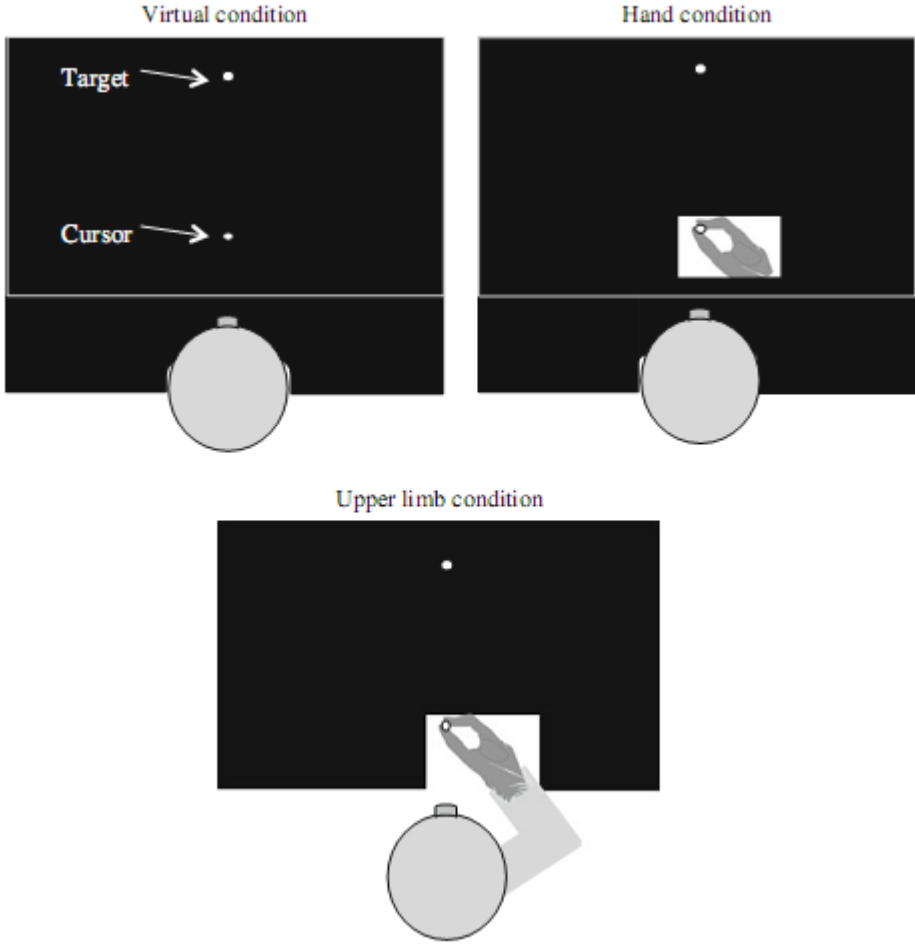 Virtual condition
Hand condition
Target
Cursor
Upper limb condition